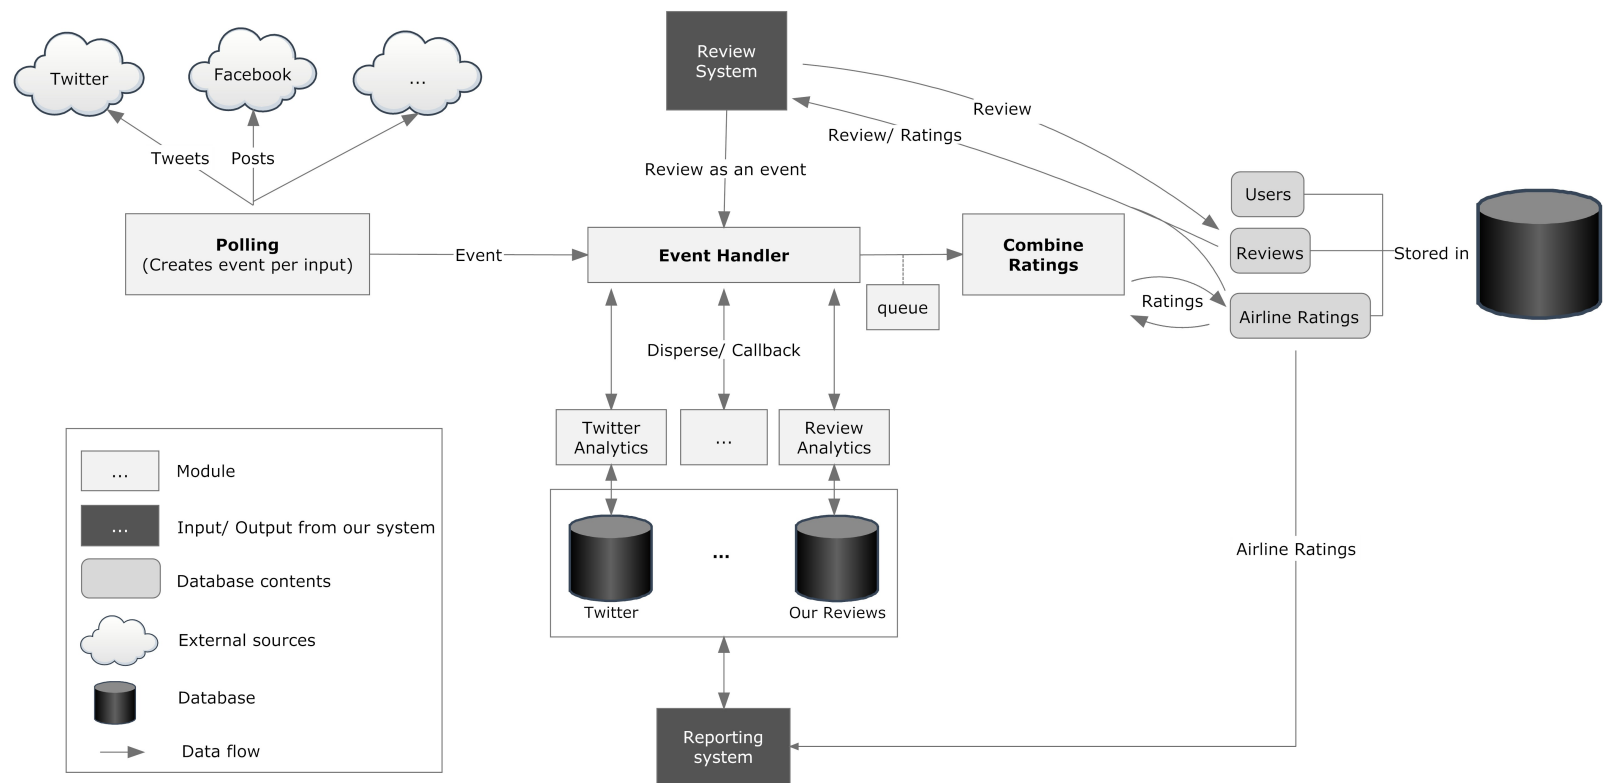 Twitter
Facebook
...
Review
System
Review
Review/ Ratings
Tweets
Posts
Review as an event
Users
Polling
(Creates event per input)
Event
Event Handler
Combine
Ratings
Reviews
Stored in
queue
Ratings
Airline Ratings
Disperse/ Callback
Twitter
Analytics
...
Review
Analytics
... Module
... Input/ Output from our system
Database contents
External sources
Database
Data flow
...
Twitter
Our Reviews
Airline Ratings
Reporting
system